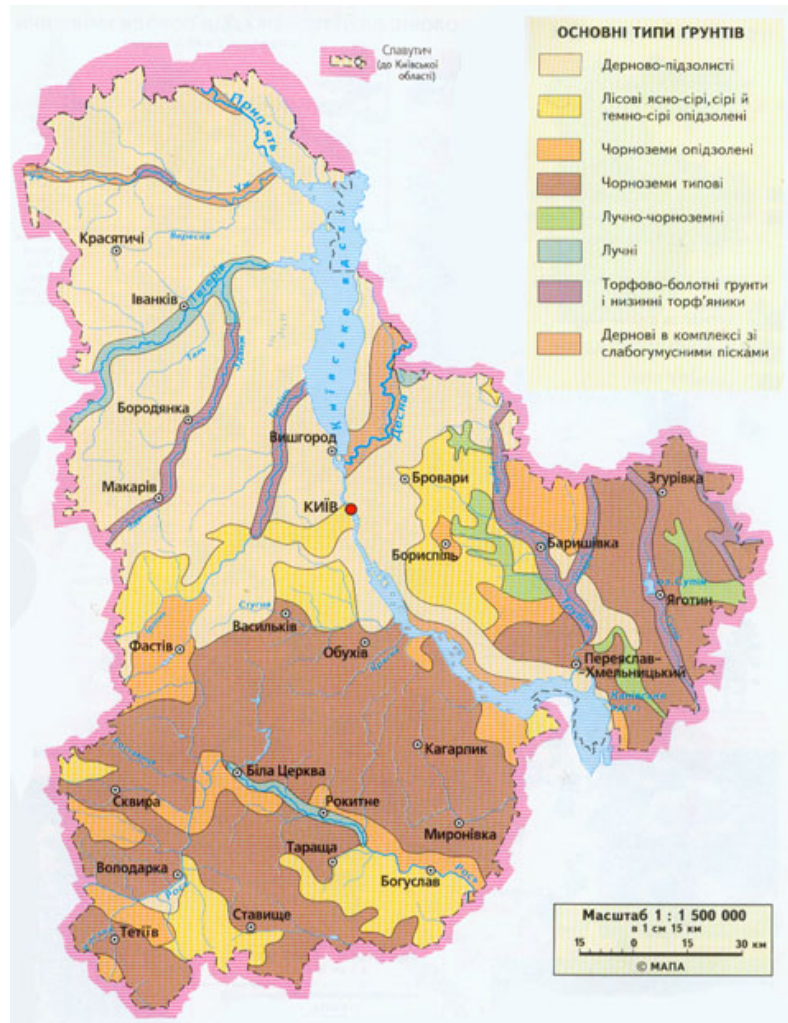 Славутич
(до Київської
області)
ОСНОВНІ ТИПИ ҐРУНТІВ
Дерново-підзолисті
Лісові ясно-сірі, сірі й
темно-сірі опідзолені
Чорноземи опідзолені
Чорноземи типові
Лучно-чорноземні
Лучні
Торфово-болотні ґрунти
і низинні торф'яники
Дернові в комплексі зі
слабогумусними пісками
Прип'ять
Уж
Уж
Красятичі
Іванків
Тетерів
Київське вдсх.
Бородянка
Вишгород
Десна
Макарів
КИЇВ
Бровари
Згурівка
Бориспіль
Баришівка
оз. Супій
Яготин
Стугна
Васильків
Фастів
Обухів
Трубіж
Переяслав-
-Хмельницький
Кагарлик
Біла Церква
Сквира
Рокитне
Миронівка
Тараща
Володарка
Богуслав
Рось
Рось
Ставище
Тетіїв
Масштаб 1 : 1 500 000
в 1 см 15 км
15 0 15 30 км
© МАПА